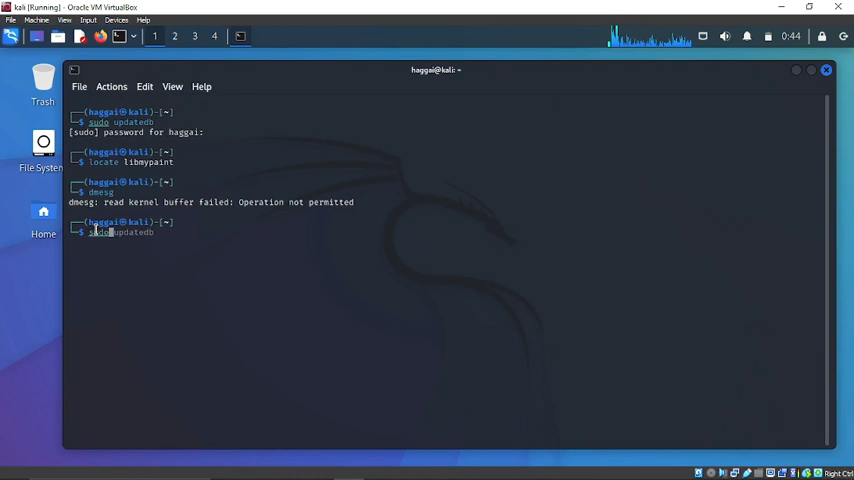 kali [Running] - Oracle VM VirtualBox
File Machine View Input Devices Help
1 2 3 4 0:44
haggai@kali: ~
File Actions Edit View Help
Trash
File System
Home
┌──(haggai㉿kali)-[~]
└─$ sudo updatedb
[sudo] password for haggai:
┌──(haggai㉿kali)-[~]
└─$ locate libmypaint
┌──(haggai㉿kali)-[~]
└─$ dmesg
dmesg: read kernel buffer failed: Operation not permitted
┌──(haggai㉿kali)-[~]
└─$ sudo updatedb
Right Ctrl